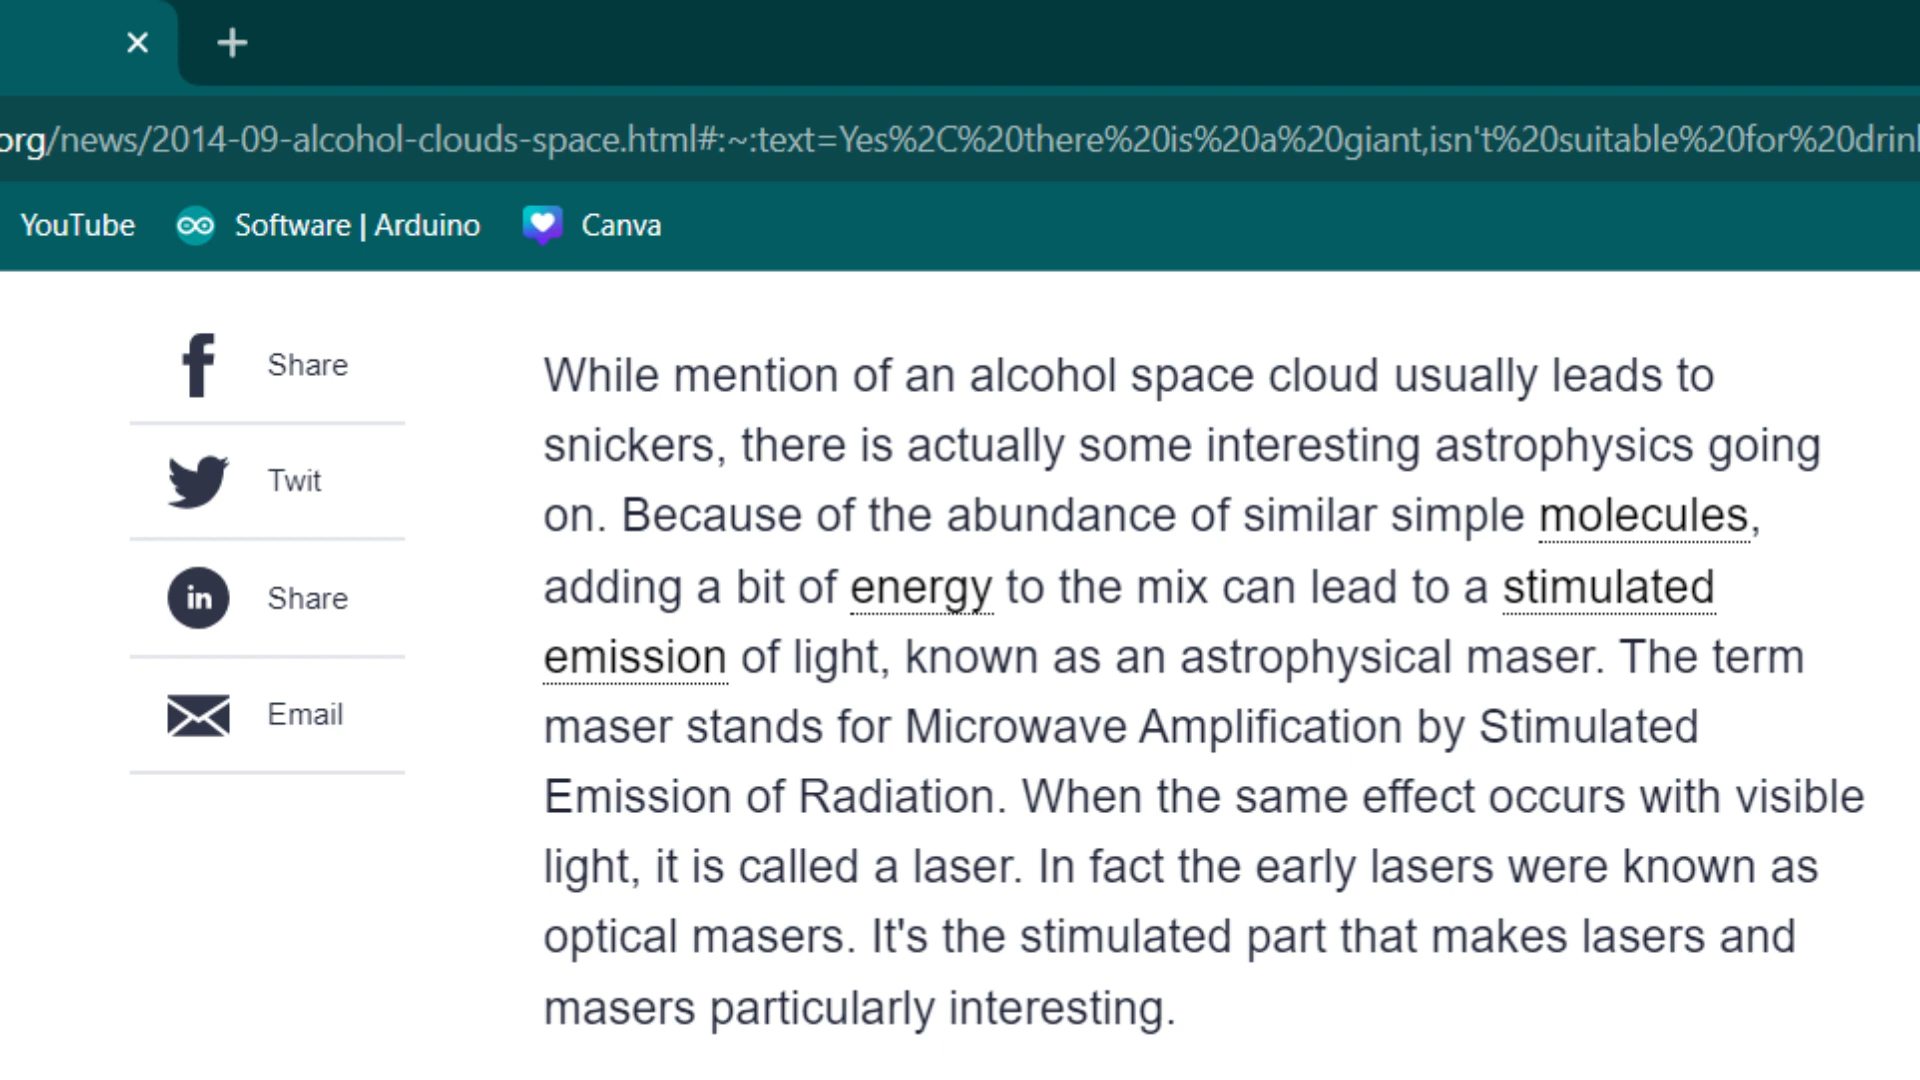 org/news/2014-09-alcohol-clouds-space.html#:~:text=Yes%2C%20there%20is%20a%20giant,isn't%20suitable%20for%20drin
YouTube Software | Arduino Canva
Share
Twit
in Share
Email
While mention of an alcohol space cloud usually leads to
snickers, there is actually some interesting astrophysics going
on. Because of the abundance of similar simple molecules,
adding a bit of energy to the mix can lead to a stimulated
emission of light, known as an astrophysical maser. The term
maser stands for Microwave Amplification by Stimulated
Emission of Radiation. When the same effect occurs with visible
light, it is called a laser. In fact the early lasers were known as
optical masers. It's the stimulated part that makes lasers and
masers particularly interesting.